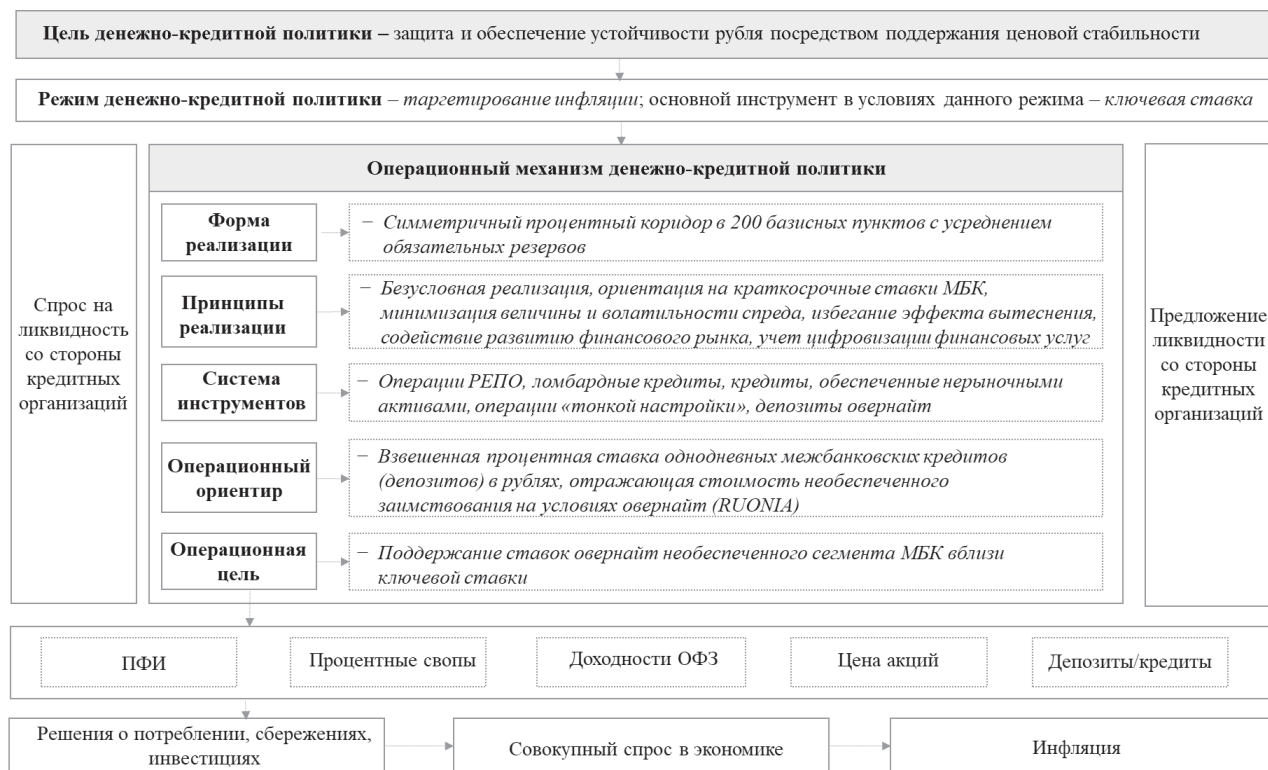 Цель денежно-кредитной политики – защита и обеспечение устойчивости рубля посредством поддержания ценовой стабильности
Режим денежно-кредитной политики – таргетирование инфляции; основной инструмент в условиях данного режима – ключевая ставка
Спрос на
ликвидность
со стороны
кредитных
организаций
Операционный механизм денежно-кредитной политики
Форма
реализации
– Симметричный процентный коридор в 200 базисных пунктов с усреднением
обязательных резервов
Принципы
реализации
– Безусловная реализация, ориентация на краткосрочные ставки МБК,
минимизация величины и волатильности спреда, избегание эффекта вытеснения,
содействие развитию финансового рынка, учет цифровизации финансовых услуг
Система
инструментов
– Операции РЕПО, ломбардные кредиты, кредиты, обеспеченные нерыночными
активами, операции «тонкой настройки», депозиты овернайт
Операционный
ориентир
– Взвешенная процентная ставка однодневных межбанковских кредитов
(депозитов) в рублях, отражающая стоимость необеспеченного
заимствования на условиях овернайт (RUONIA)
Операционная
цель
– Поддержание ставок овернайт необеспеченного сегмента МБК вблизи
ключевой ставки
Предложение
ликвидности
со стороны
кредитных
организаций
ПФИ
Процентные свопы
Доходности ОФЗ
Цена акций
Депозиты/кредиты
Решения о потреблении, сбережениях,
инвестициях
Совокупный спрос в экономике
Инфляция